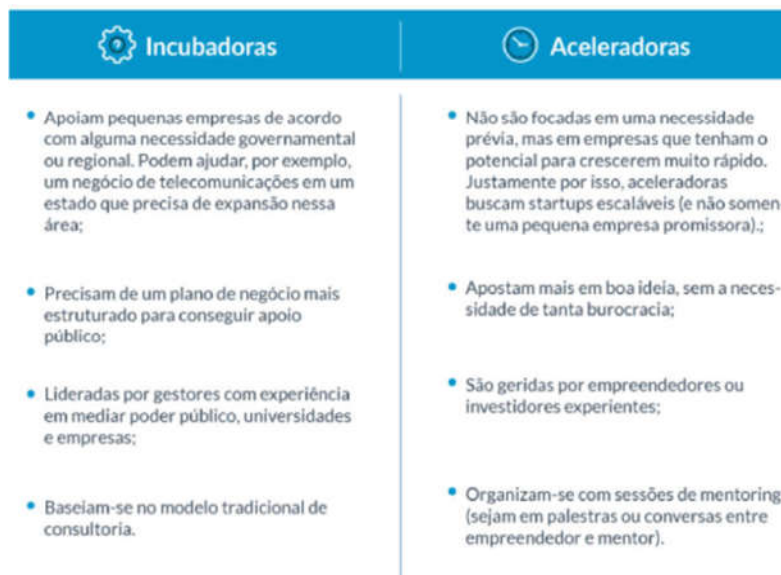 Incubadoras
Aceleradoras
Apoiam pequenas empresas de acordo
com alguma necessidade governamental
ou regional. Podem ajudar, por exemplo,
um negócio de telecomunicações em um
estado que precisa de expansão nessa
área;
Precisam de um plano de negócio mais
estruturado para conseguir apoio
público;
Lideradas por gestores com experiência
em mediar poder público, universidades
e empresas;
Baseiam-se no modelo tradicional de
consultoria.
Não são focadas em uma necessidade
prévia, mas em empresas que tenham o
potencial para crescerem muito rápido.
Justamente por isso, aceleradoras
buscam startups escaláveis (e não somen-
te uma pequena empresa promissora).;
Apostam mais em boa ideia, sem a neces-
sidade de tanta burocracia;
São geridas por empreendedores ou
investidores experientes;
Organizam-se com sessões de mentoring
(sejam em palestras ou conversas entre
empreendedor e mentor).